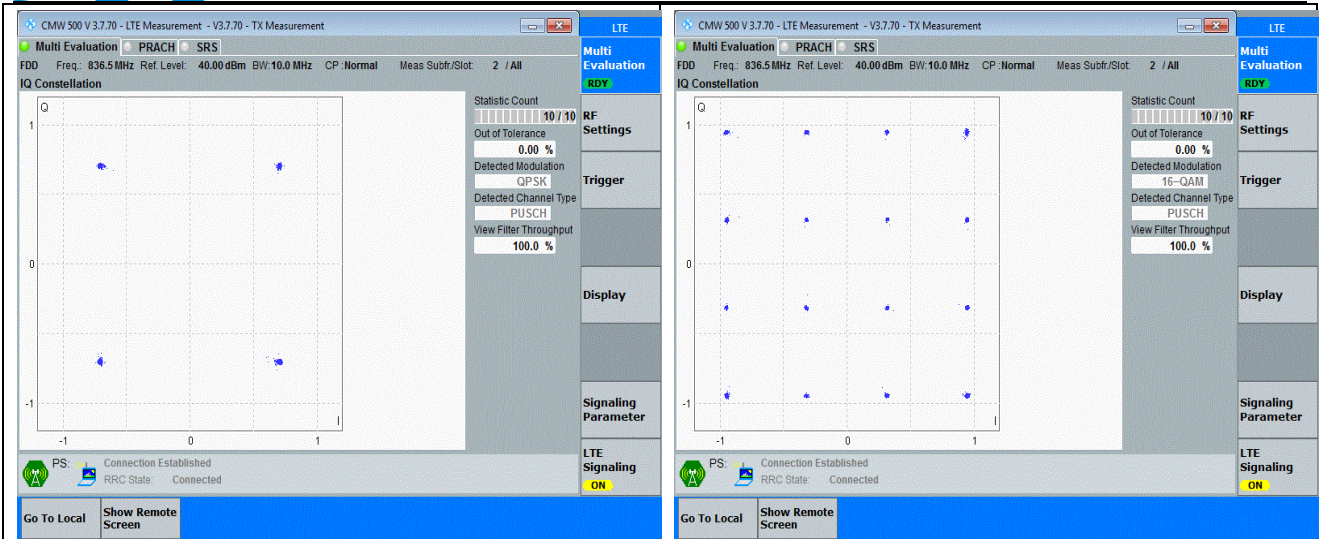 CMW 500 V 3.7.70 - LTE Measurement - V3.7.70 - TX Measurement
LTE
Multi Evaluation PRACH SRS
FDD Freq.: 836.5 MHz Ref. Level: 40.00 dBm BW: 10.0 MHz CP :Normal Meas Subfr./Slot: 2 / All
IQ Constellation
Q
1
0
-1
-1 0 1
I
Statistic Count
10 / 10
Out of Tolerance
0.00 %
Detected Modulation
QPSK
Detected Channel Type
PUSCH
View Filter Throughput
100.0 %
Multi
Evaluation
RDY
RF
Settings
Trigger
Display
Signaling
Parameter
LTE
Signaling
ON
PS: Connection Established
RRC State: Connected
Go To Local
Show Remote
Screen
CMW 500 V 3.7.70 - LTE Measurement - V3.7.70 - TX Measurement
LTE
Multi Evaluation PRACH SRS
FDD Freq.: 836.5 MHz Ref. Level: 40.00 dBm BW: 10.0 MHz CP :Normal Meas Subfr./Slot: 2 / All
IQ Constellation
Q
1
0
-1
-1 0 1
I
Statistic Count
10 / 10
Out of Tolerance
0.00 %
Detected Modulation
16-QAM
Detected Channel Type
PUSCH
View Filter Throughput
100.0 %
Multi
Evaluation
RDY
RF
Settings
Trigger
Display
Signaling
Parameter
LTE
Signaling
ON
PS: Connection Established
RRC State: Connected
Go To Local
Show Remote
Screen